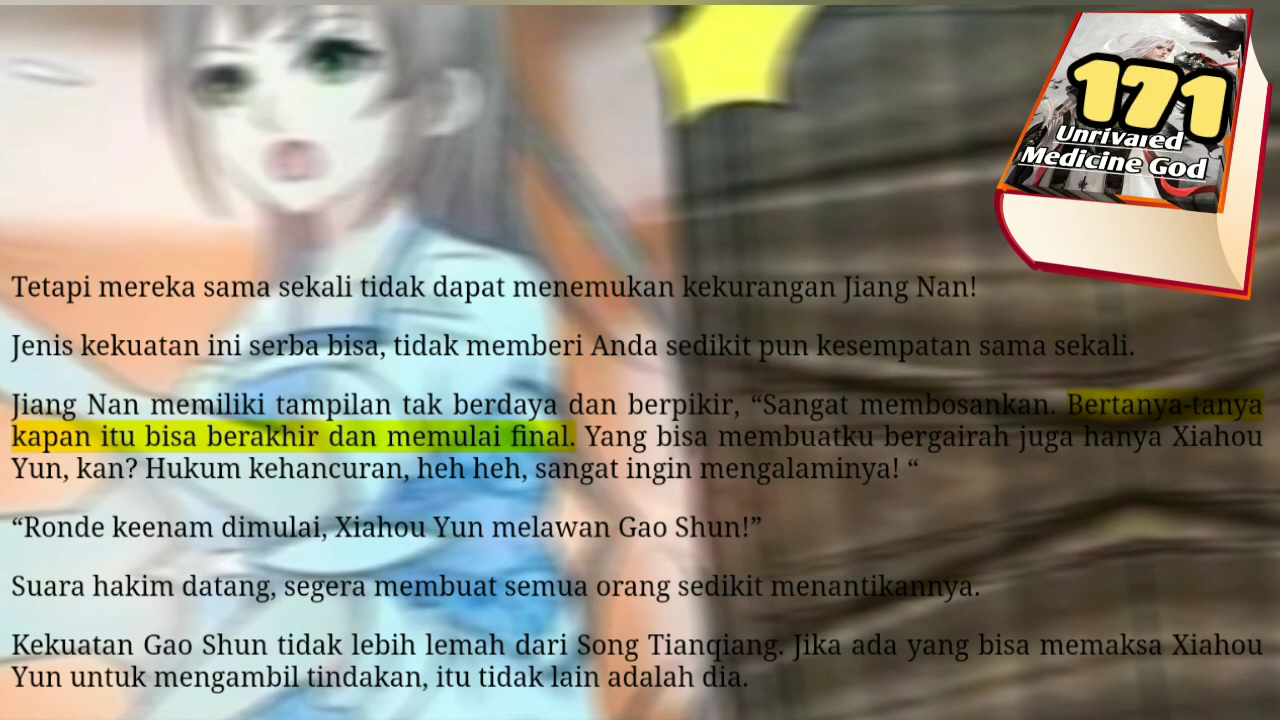 171
Unrivaled
Medicine God
Tetapi mereka sama sekali tidak dapat menemukan kekurangan Jiang Nan!
Jenis kekuatan ini serba bisa, tidak memberi Anda sedikit pun kesempatan sama sekali.
Jiang Nan memiliki tampilan tak berdaya dan berpikir, “Sangat membosankan. Bertanya-tanya
kapan itu bisa berakhir dan memulai final. Yang bisa membuatku bergairah juga hanya Xiahou
Yun, kan? Hukum kehancuran, heh heh, sangat ingin mengalaminya! “
“Ronde keenam dimulai, Xiahou Yun melawan Gao Shun!”
Suara hakim datang, segera membuat semua orang sedikit menantikannya.
Kekuatan Gao Shun tidak lebih lemah dari Song Tianqiang. Jika ada yang bisa memaksa Xiahou
Yun untuk mengambil tindakan, itu tidak lain adalah dia.